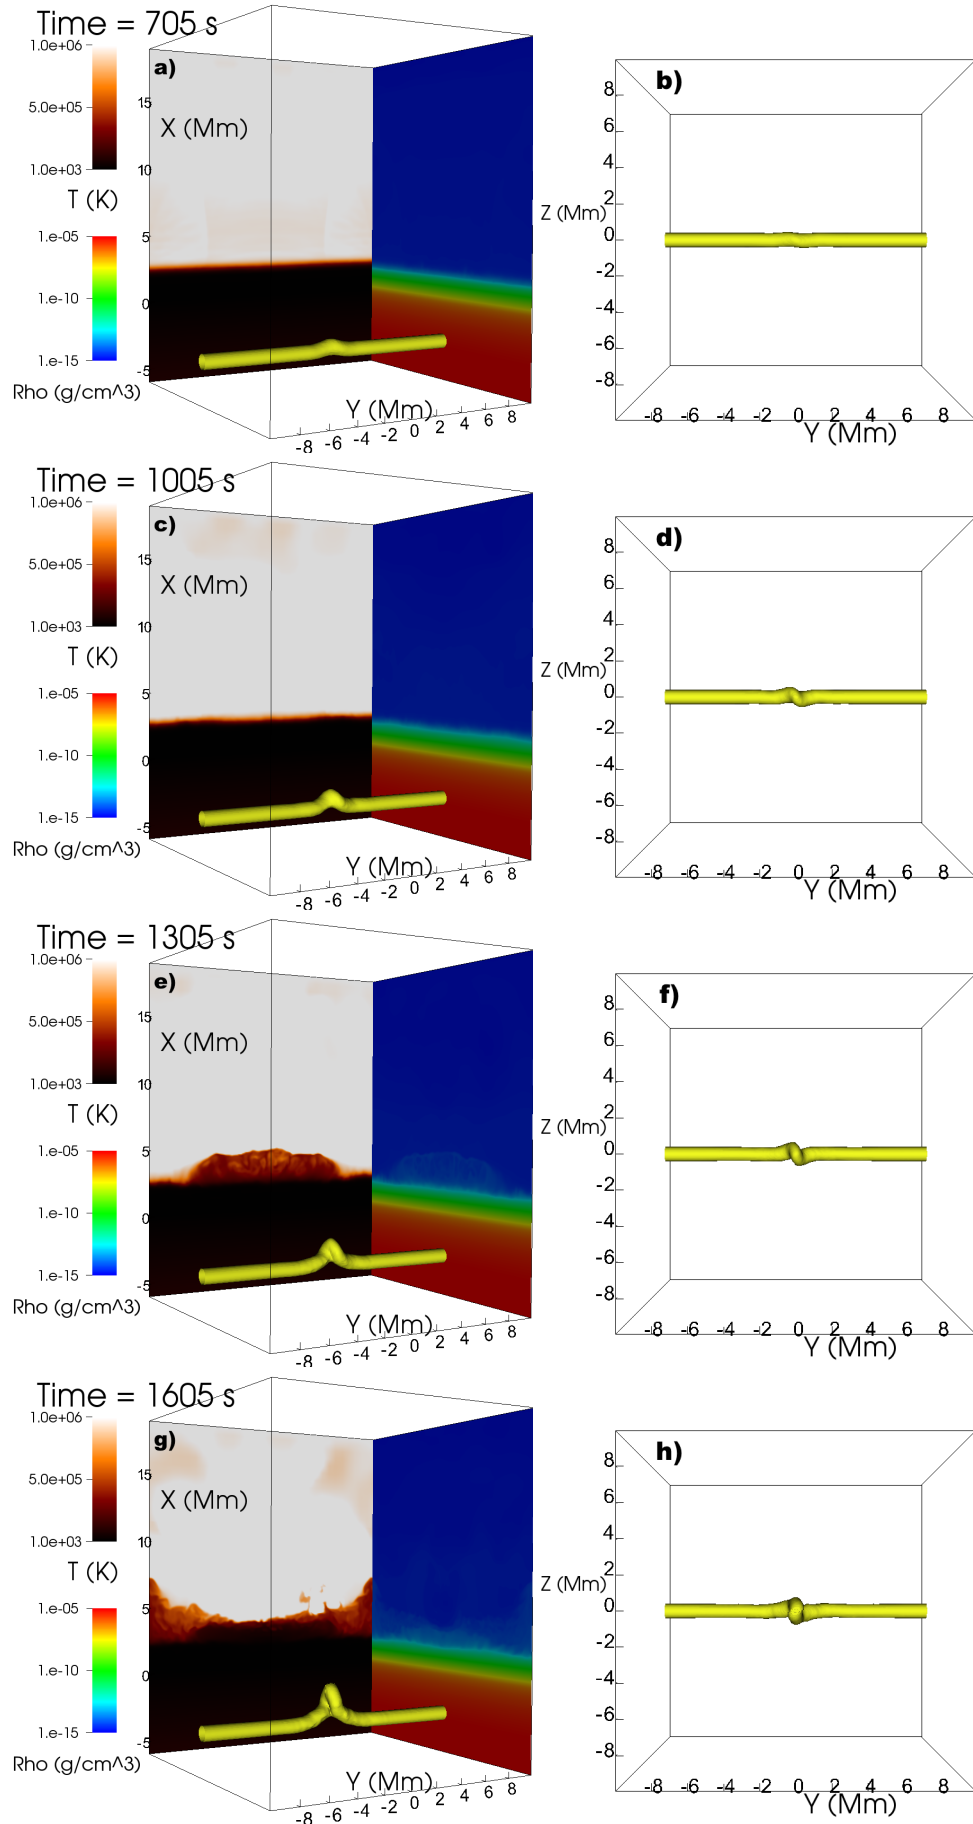 Time = 705 s
1.0e+06
5.0e+05
1.0e+03
T (K)
1.e-05
1.e-10
1.e-15
Rho (g/cm^3)
a)
15
X (Mm)
10
5
0
-5
Y (Mm)
-8 -6 -4 -2 0 2 4 6 8
b)
8
6
4
2
Z (Mm)
0
-2
-4
-6
-8
-8 -6 -4 -2 0 2 4 6 8
Y (Mm)
Time = 1005 s
1.0e+06
5.0e+05
1.0e+03
T (K)
1.e-05
1.e-10
1.e-15
Rho (g/cm^3)
c)
15
X (Mm)
10
5
0
-5
Y (Mm)
-8 -6 -4 -2 0 2 4 6 8
d)
8
6
4
2
Z (Mm)
0
-2
-4
-6
-8
-8 -6 -4 -2 0 2 4 6 8
Y (Mm)
Time = 1305 s
1.0e+06
5.0e+05
1.0e+03
T (K)
1.e-05
1.e-10
1.e-15
Rho (g/cm^3)
e)
15
X (Mm)
10
5
0
-5
Y (Mm)
-8 -6 -4 -2 0 2 4 6 8
f)
8
6
4
2
Z (Mm)
0
-2
-4
-6
-8
-8 -6 -4 -2 0 2 4 6 8
Y (Mm)
Time = 1605 s
1.0e+06
5.0e+05
1.0e+03
T (K)
1.e-05
1.e-10
1.e-15
Rho (g/cm^3)
g)
15
X (Mm)
10
5
0
-5
Y (Mm)
-8 -6 -4 -2 0 2 4 6 8
h)
8
6
4
2
Z (Mm)
0
-2
-4
-6
-8
-8 -6 -4 -2 0 2 4 6 8
Y (Mm)